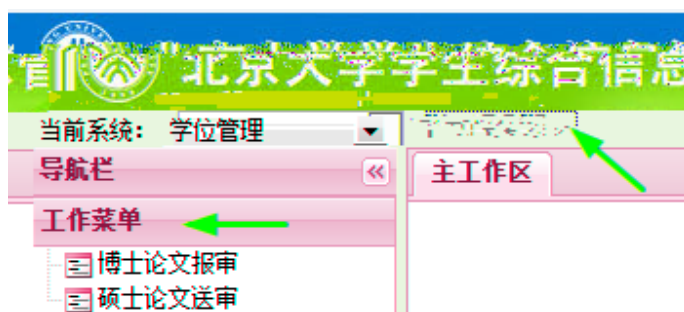 北京大学学生综合信息
当前系统： 学位管理
导航栏
主工作区
工作菜单
博士论文报审
硕士论文送审